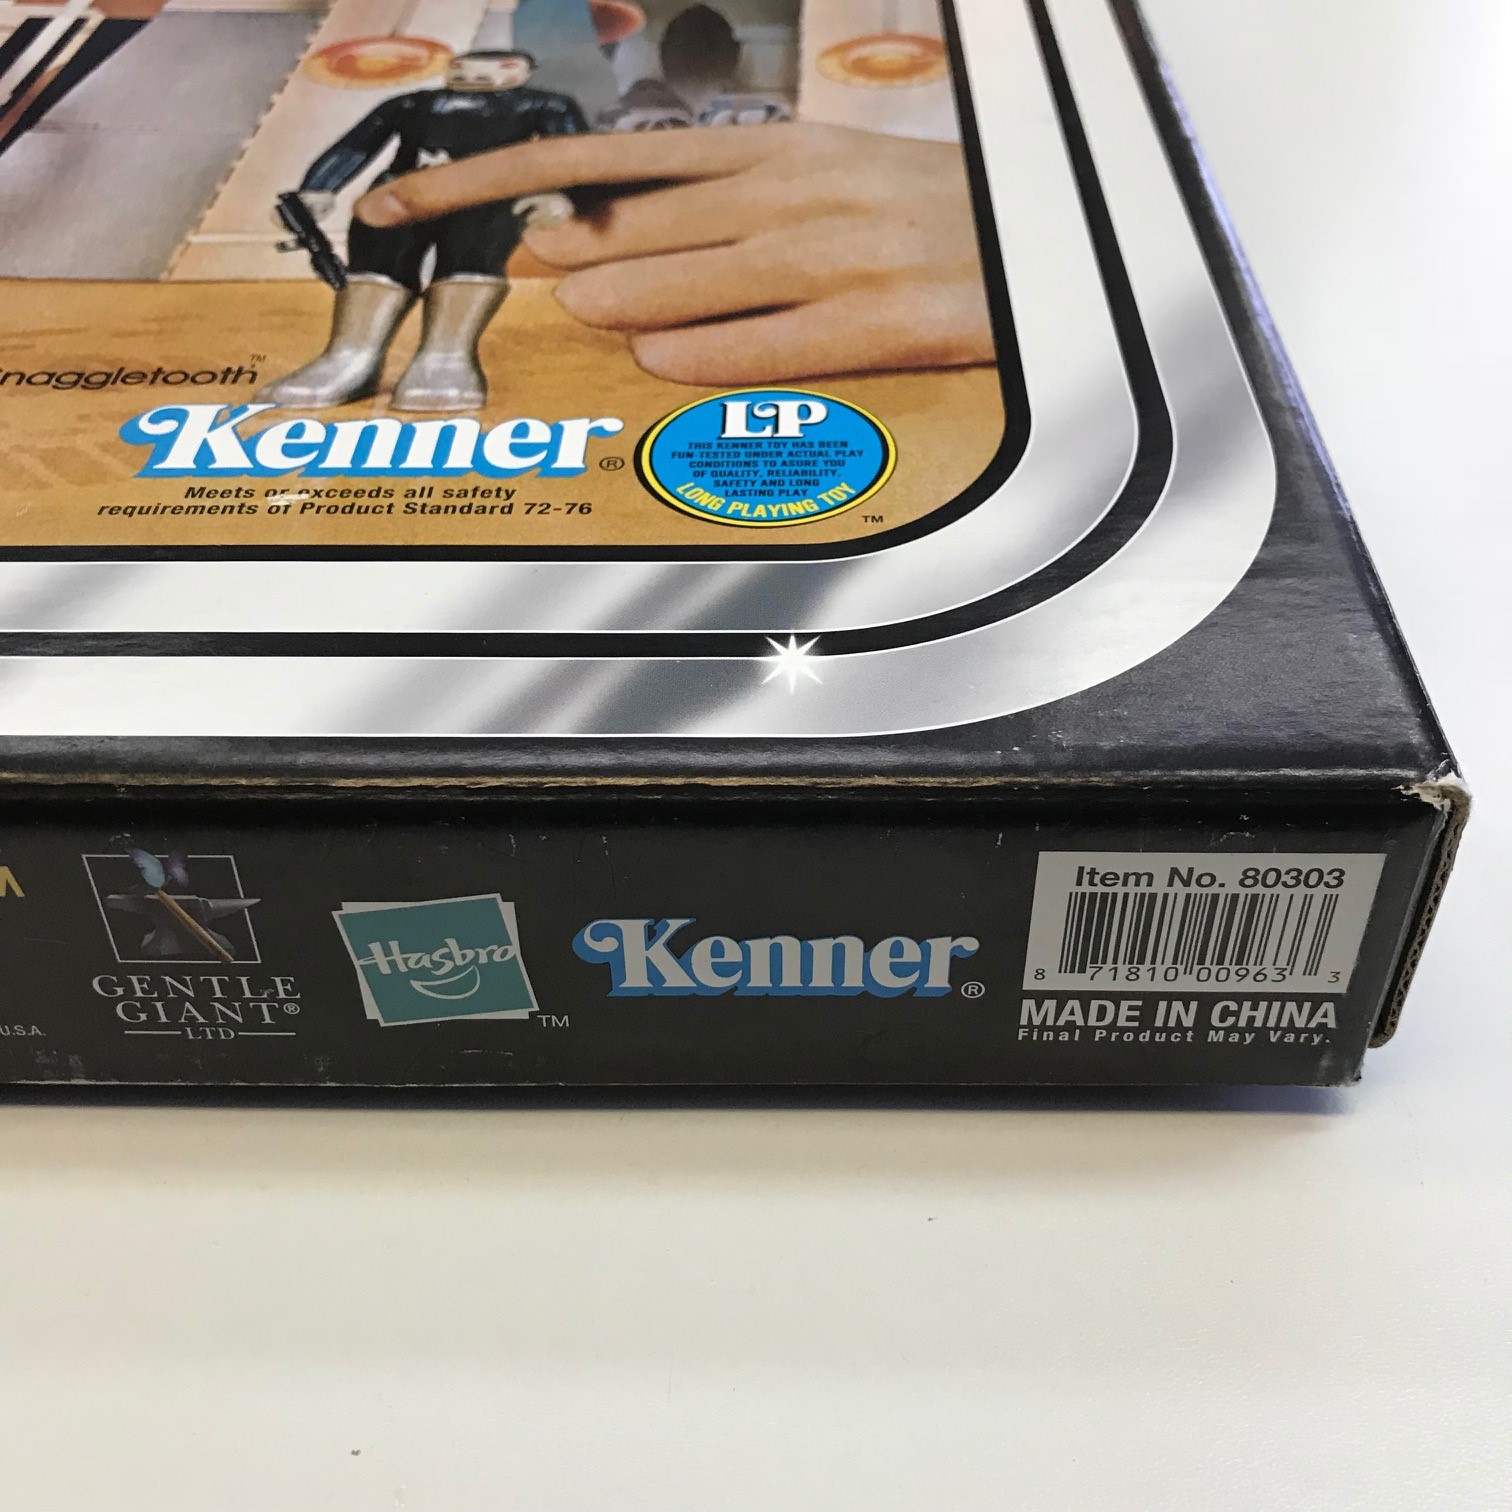 naggletooth™
Kenner®
Meets or exceeds all safety
requirements of Product Standard 72-76
LP
THIS KENNER TOY HAS BEEN
FUN-TESTED UNDER ACTUAL PLAY
CONDITIONS TO ASURE YOU
OF QUALITY, RELIABILITY,
SAFETY AND LONG
LASTING PLAY
LONG PLAYING TOY
™
U.S.A.
GENTLE
GIANT®
LTD
Hasbro
™
Kenner®
Item No. 80303
8 71810 00963 3
MADE IN CHINA
Final Product May Vary.